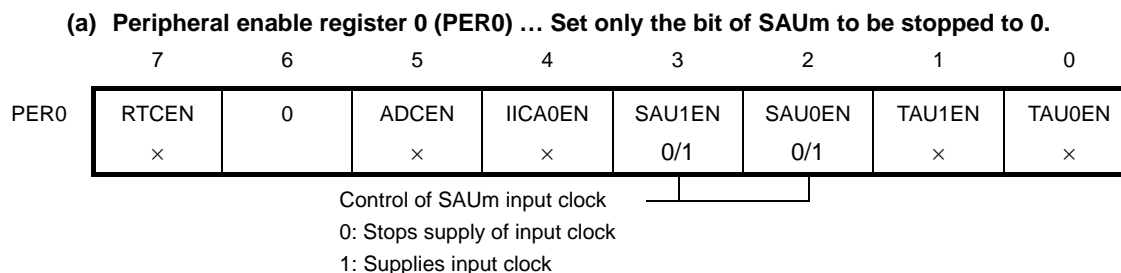 (a) Peripheral enable register 0 (PER0) … Set only the bit of SAUm to be stopped to 0.
7 6 5 4 3 2 1 0
PER0 RTCEN 0 ADCEN IICA0EN SAU1EN SAU0EN TAU1EN TAU0EN
× × × 0/1 0/1 × ×
Control of SAUm input clock
0: Stops supply of input clock
1: Supplies input clock